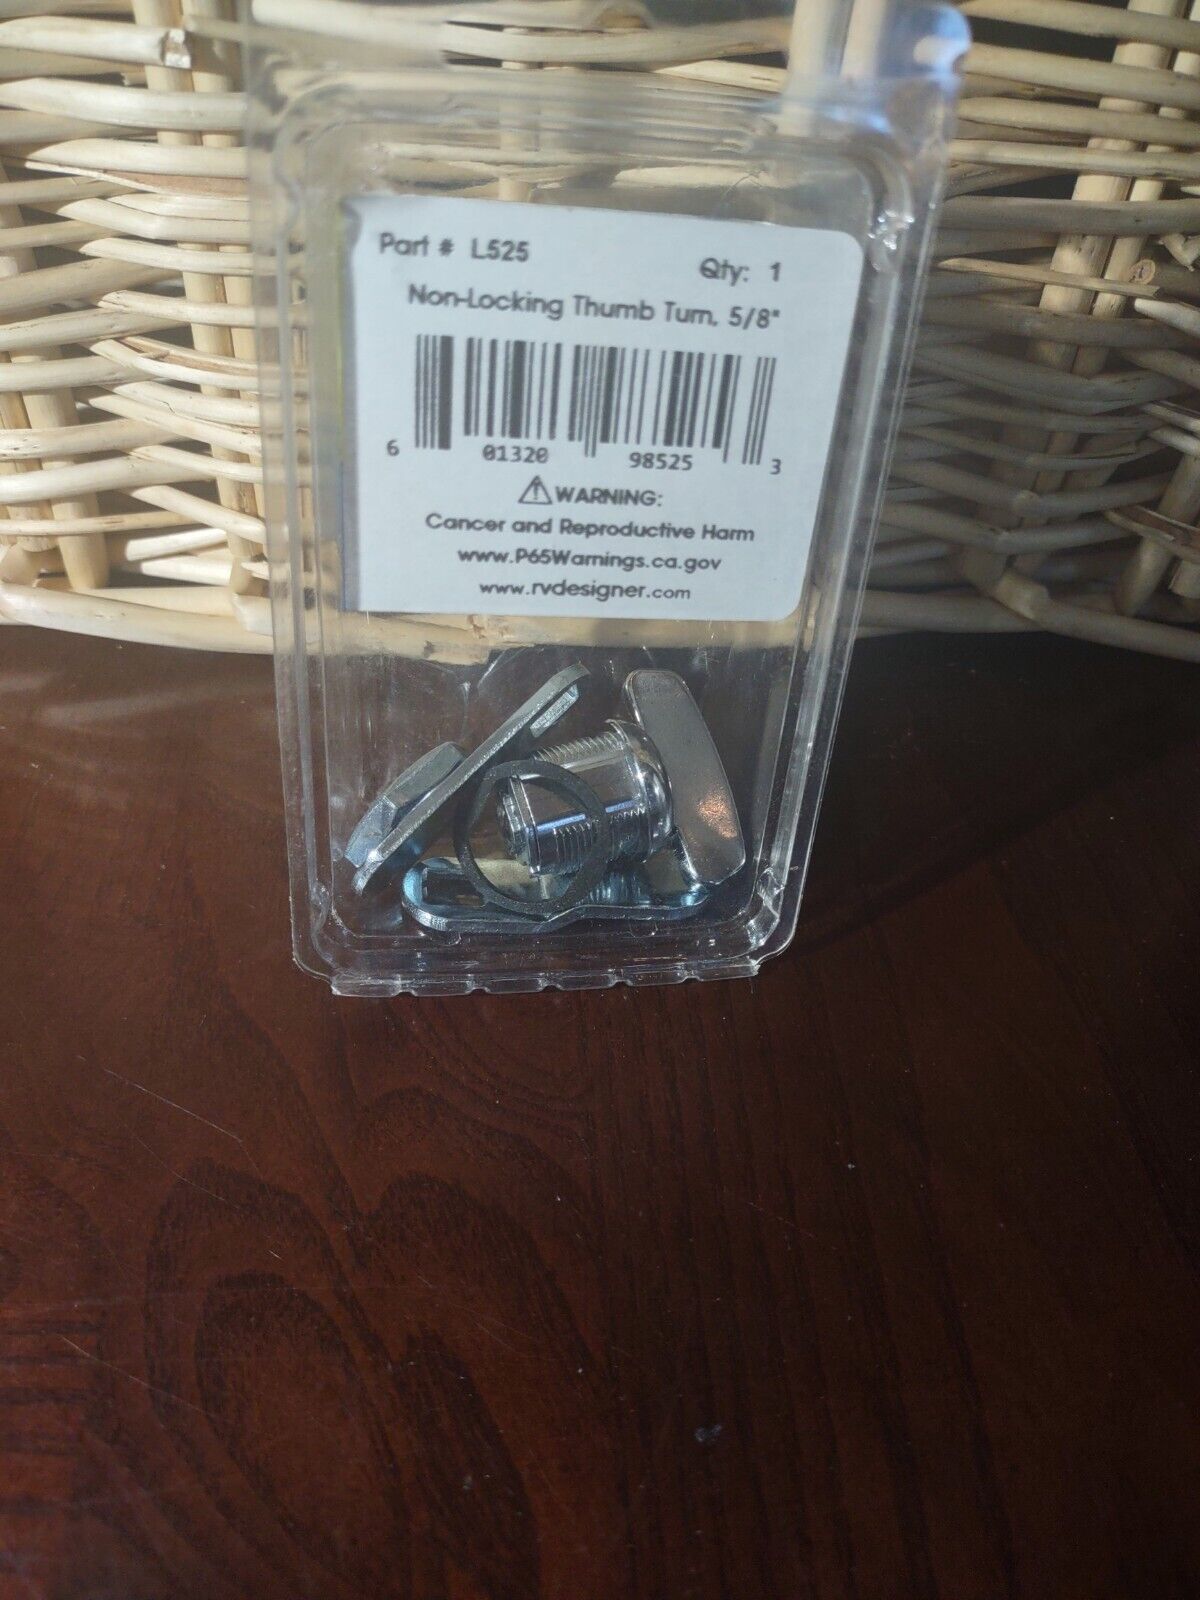 Part # L525
Qty: 1
Non-Locking Thumb Turn, 5/8"
6 01320 98525 3
⚠ WARNING:
Cancer and Reproductive Harm
www.P65Warnings.ca.gov
www.rvdesigner.com